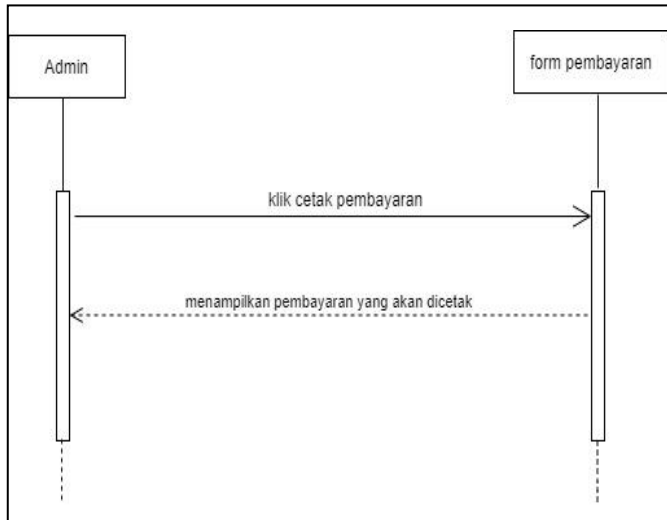 Admin
form pembayaran
klik cetak pembayaran
menampilkan pembayaran yang akan dicetak